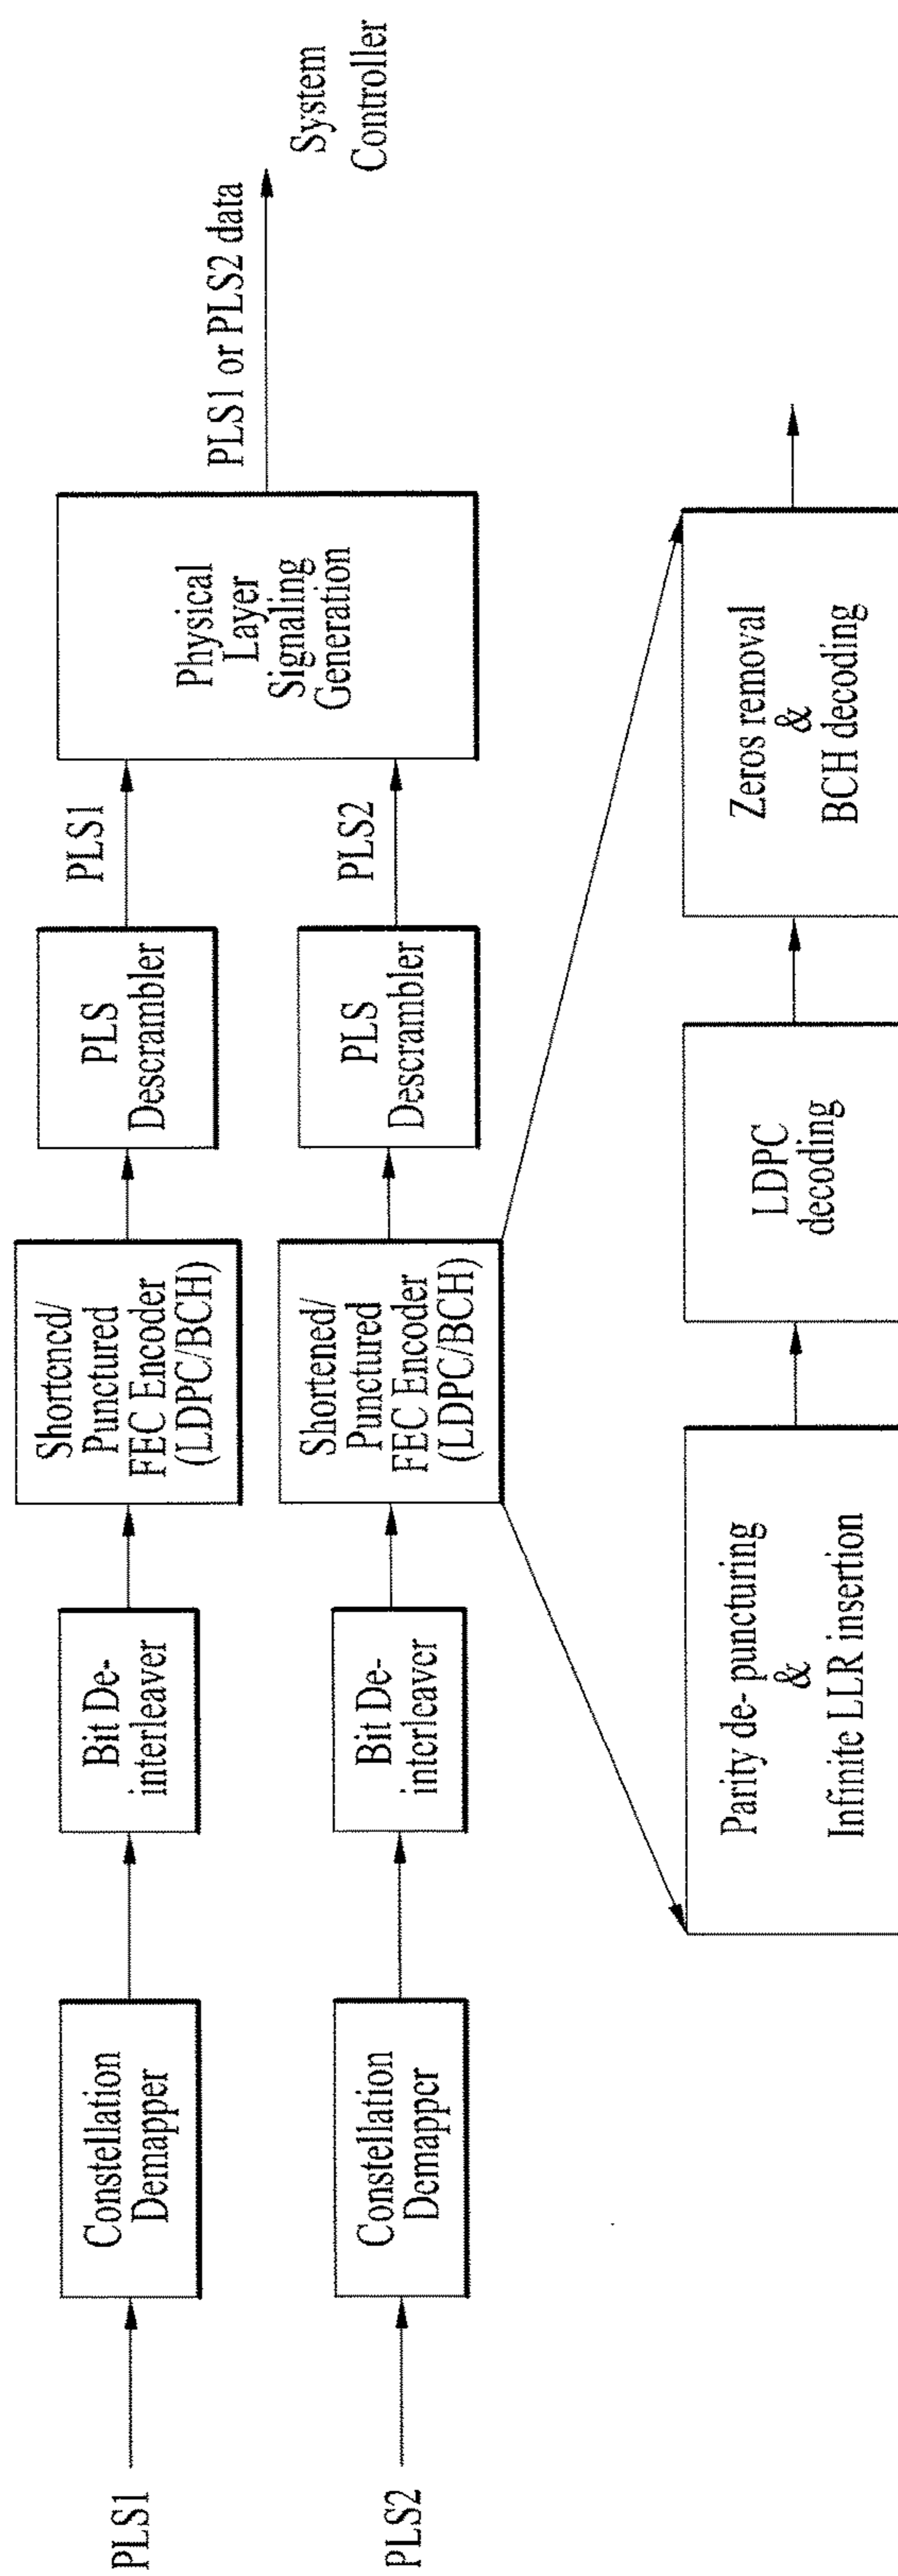 PLS1
Constellation
Demapper
Bit De-
interleaver
Shortened/
Punctured
FEC Encoder
(LDPC/BCH)
PLS
Descrambler
PLS1
Physical
Layer
Signaling
Generation
PLS1 or PLS2 data
System
Controller
PLS2
Constellation
Demapper
Bit De-
interleaver
Shortened/
Punctured
FEC Encoder
(LDPC/BCH)
PLS
Descrambler
PLS2
Parity de- puncturing
&
Infinite LLR insertion
LDPC
decoding
Zeros removal
&
BCH decoding